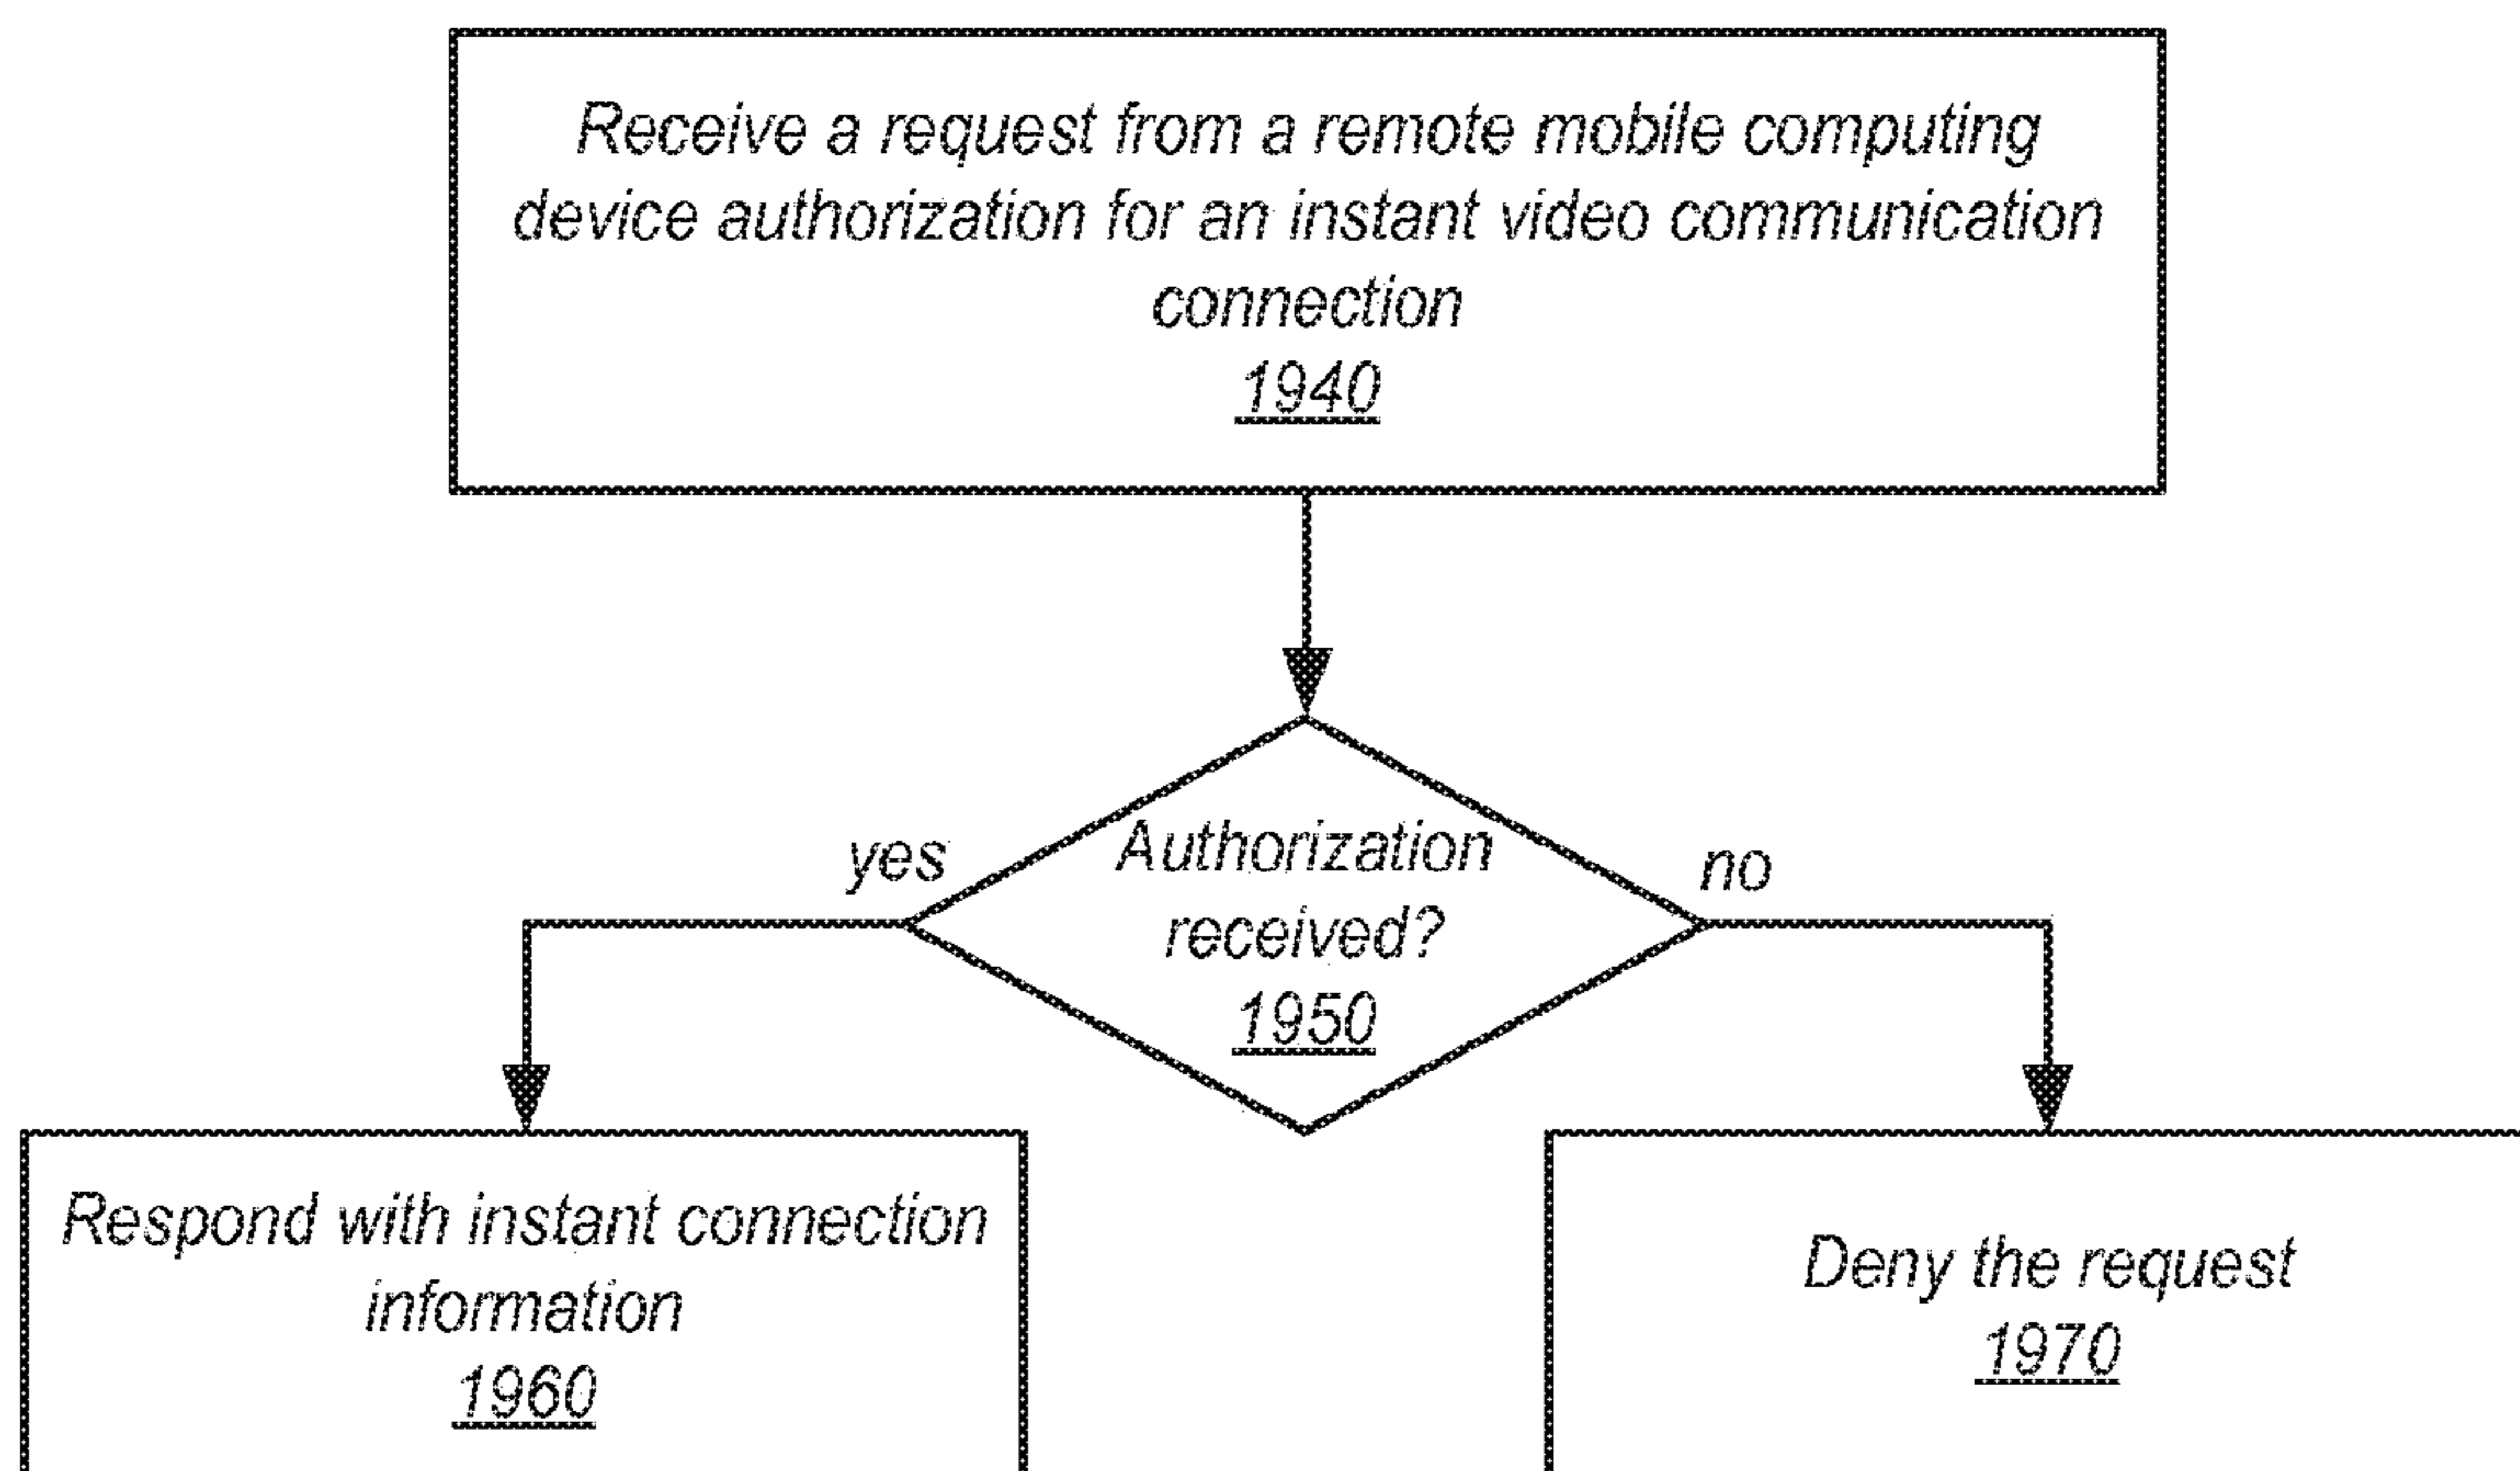 Receive a request from a remote mobile computing
device authorization for an instant video communication
connection
1940
yes
Authorization
received?
1950
no
Respond with instant connection
information
1960
Deny the request
1970